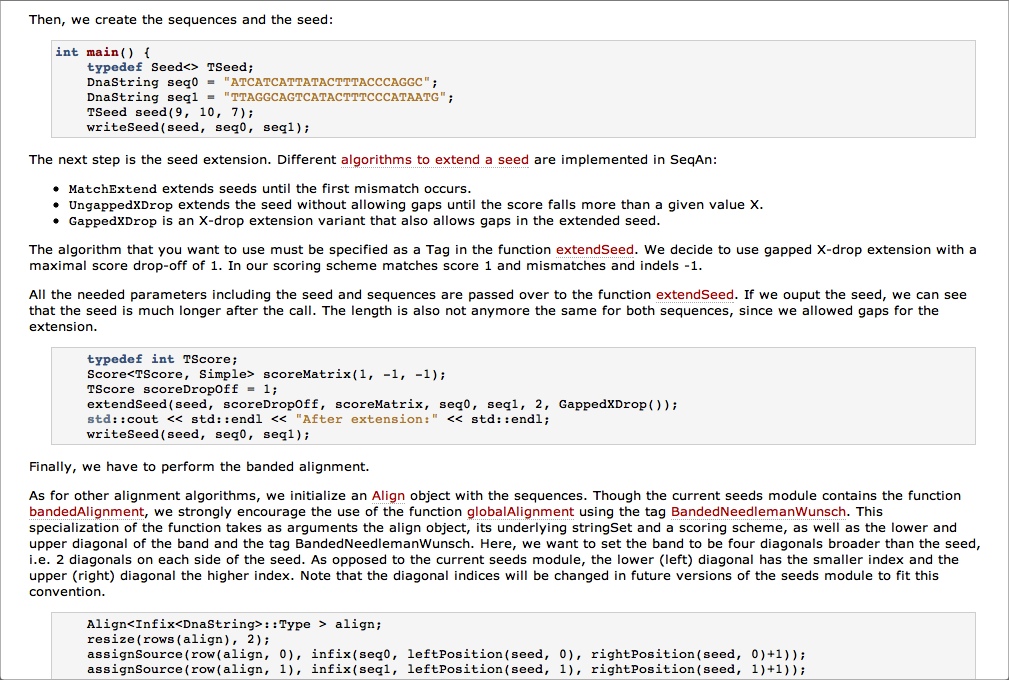 Then, we create the sequences and the seed:
int main() {
    typedef Seed<> TSeed;
    DnaString seq0 = "ATCATCATTATACTTTACCCAGGC";
    DnaString seq1 = "TTAGGCAGTCATACTTTCCCATAATG";
    TSeed seed(9, 10, 7);
    writeSeed(seed, seq0, seq1);
The next step is the seed extension. Different algorithms to extend a seed are implemented in SeqAn:
• MatchExtend extends seeds until the first mismatch occurs.
• UngappedXDrop extends the seed without allowing gaps until the score falls more than a given value X.
• GappedXDrop is an X-drop extension variant that also allows gaps in the extended seed.
The algorithm that you want to use must be specified as a Tag in the function extendSeed. We decide to use gapped X-drop extension with a
maximal score drop-off of 1. In our scoring scheme matches score 1 and mismatches and indels -1.
All the needed parameters including the seed and sequences are passed over to the function extendSeed. If we ouput the seed, we can see
that the seed is much longer after the call. The length is also not anymore the same for both sequences, since we allowed gaps for the
extension.
    typedef int TScore;
    Score<TScore, Simple> scoreMatrix(1, -1, -1);
    TScore scoreDropOff = 1;
    extendSeed(seed, scoreDropOff, scoreMatrix, seq0, seq1, 2, GappedXDrop());
    std::cout << std::endl << "After extension:" << std::endl;
    writeSeed(seed, seq0, seq1);
Finally, we have to perform the banded alignment.
As for other alignment algorithms, we initialize an Align object with the sequences. Though the current seeds module contains the function
bandedAlignment, we strongly encourage the use of the function globalAlignment using the tag BandedNeedlemanWunsch. This
specialization of the function takes as arguments the align object, its underlying stringSet and a scoring scheme, as well as the lower and
upper diagonal of the band and the tag BandedNeedlemanWunsch. Here, we want to set the band to be four diagonals broader than the seed,
i.e. 2 diagonals on each side of the seed. As opposed to the current seeds module, the lower (left) diagonal has the smaller index and the
upper (right) diagonal the higher index. Note that the diagonal indices will be changed in future versions of the seeds module to fit this
convention.
    Align<Infix<DnaString>::Type > align;
    resize(rows(align), 2);
    assignSource(row(align, 0), infix(seq0, leftPosition(seed, 0), rightPosition(seed, 0)+1));
    assignSource(row(align, 1), infix(seq1, leftPosition(seed, 1), rightPosition(seed, 1)+1));